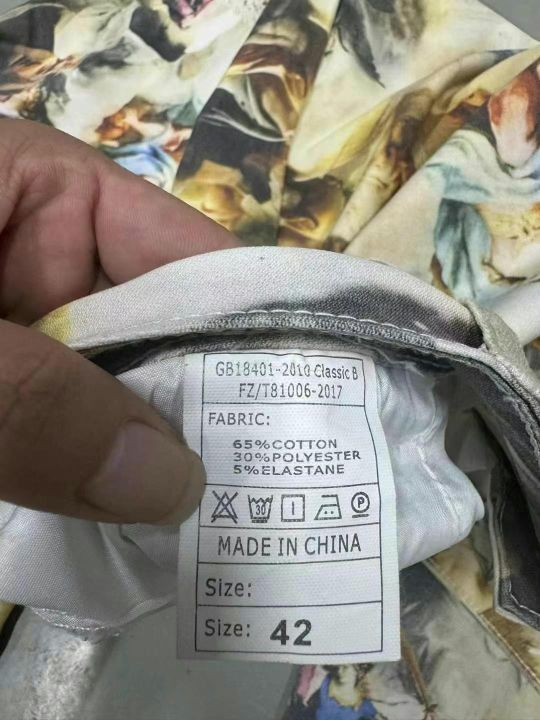 GB18401-2010 Classic B
FZ/T81006-2017
FABRIC:
65%COTTON
30%POLYESTER
5%ELASTANE
30 P
MADE IN CHINA
Size:
Size: 42